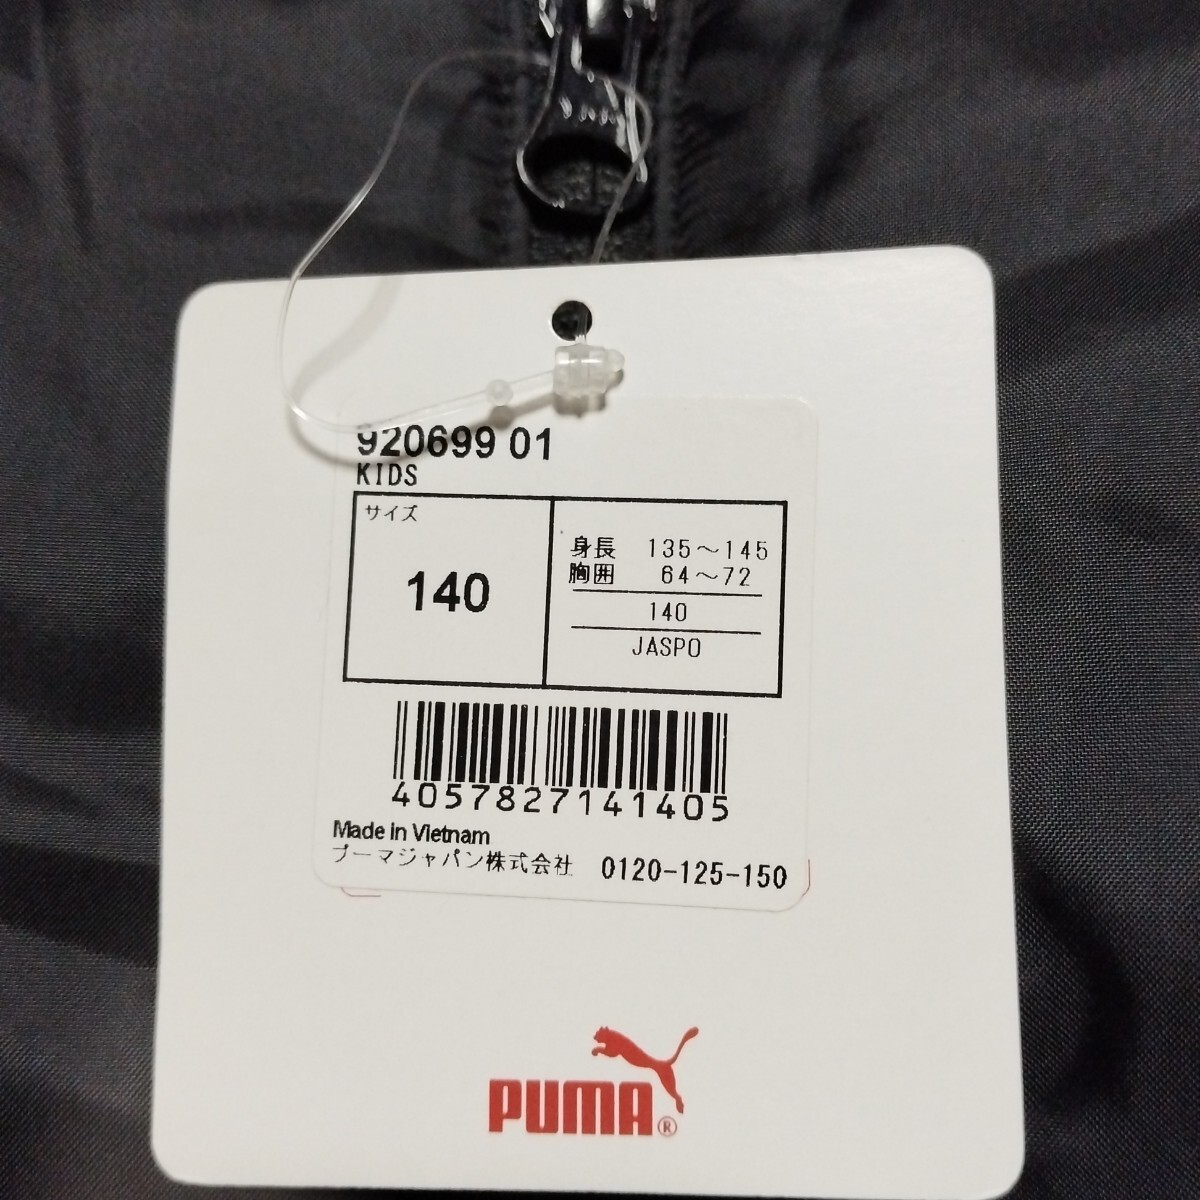 920699 01
KIDS
サイズ
140
身長 135～145
胸囲 64～72
140
JASPO
4057827141405
Made in Vietnam
プーマジャパン株式会社 0120-125-150
PUMA®